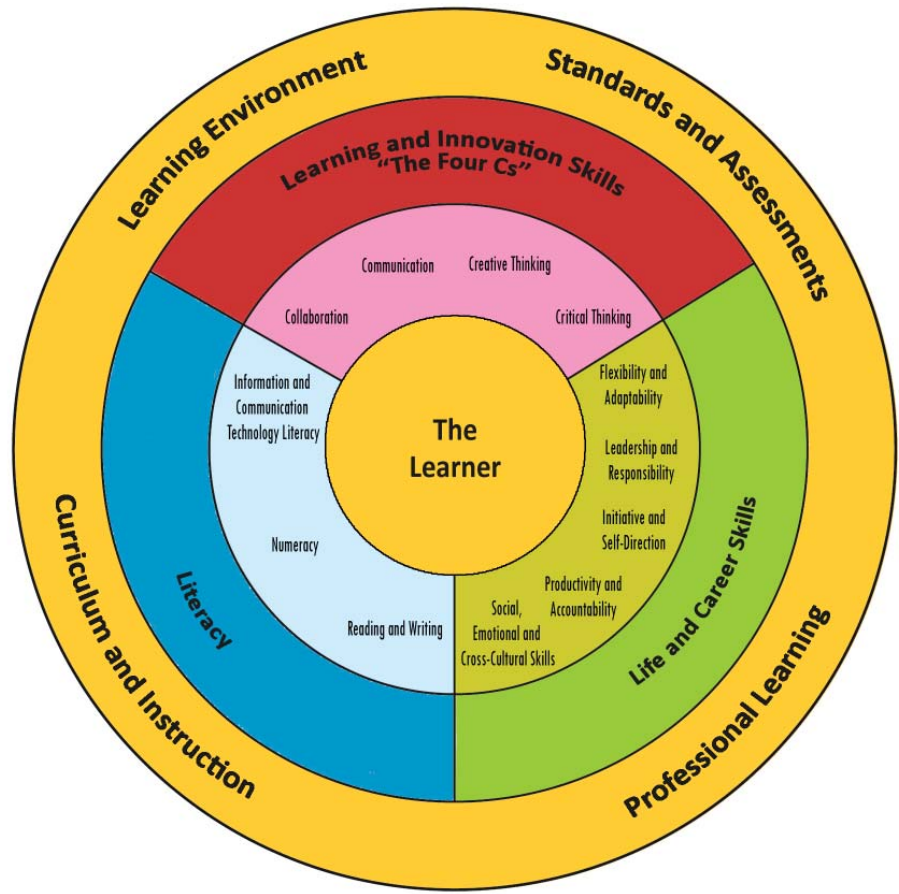 Learning Environment
Standards and Assessments
Learning and Innovation Skills
“The Four Cs”
Communication
Creative Thinking
Collaboration
Critical Thinking
Information and
Communication
Technology Literacy
Numeracy
Reading and Writing
The
Learner
Flexibility and
Adaptability
Leadership and
Responsibility
Initiative and
Self-Direction
Productivity and
Accountability
Social,
Emotional and
Cross-Cultural Skills
Literacy
Life and Career Skills
Curriculum and Instruction
Professional Learning